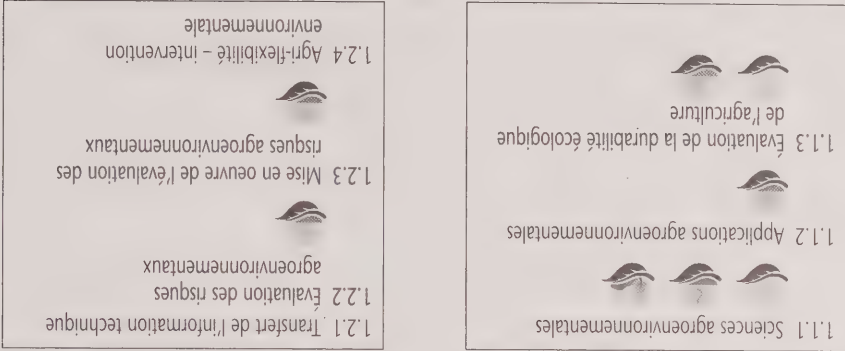 1.1.1 Sciences agroenvironnementales
1.1.2 Applications agroenvironnementales
1.1.3 Évaluation de la durabilité écologique
de l'agriculture
1.2.1 Transfert de l'information technique
1.2.2 Évaluation des risques
agroenvironnementaux
1.2.3 Mise en oeuvre de l'évaluation des
risques agroenvironnementaux
1.2.4 Agri-flexibilité – intervention
environnementale